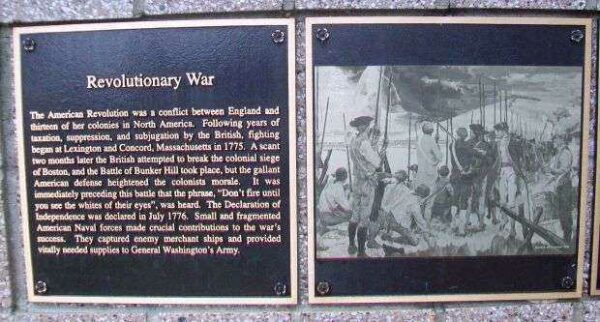 Revolutionary War
The American Revolution was a conflict between England and
thirteen of her colonies in North America. Following years of
taxation, suppression, and subjugation by the British, fighting
began at Lexington and Concord, Massachusetts in 1775. A scant
two months later the British attempted to break the colonial siege
of Boston, and the Battle of Bunker Hill took place, but the gallant
American defense heightened the colonists morale. It was
immediately preceding this battle that the phrase, "Don't fire until
you see the whites of their eyes", was heard. The Declaration of
Independence was declared in July 1776. Small and fragmented
American Naval forces made crucial contributions to the war's
success. They captured enemy merchant ships and provided
vitally needed supplies to General Washington's Army.